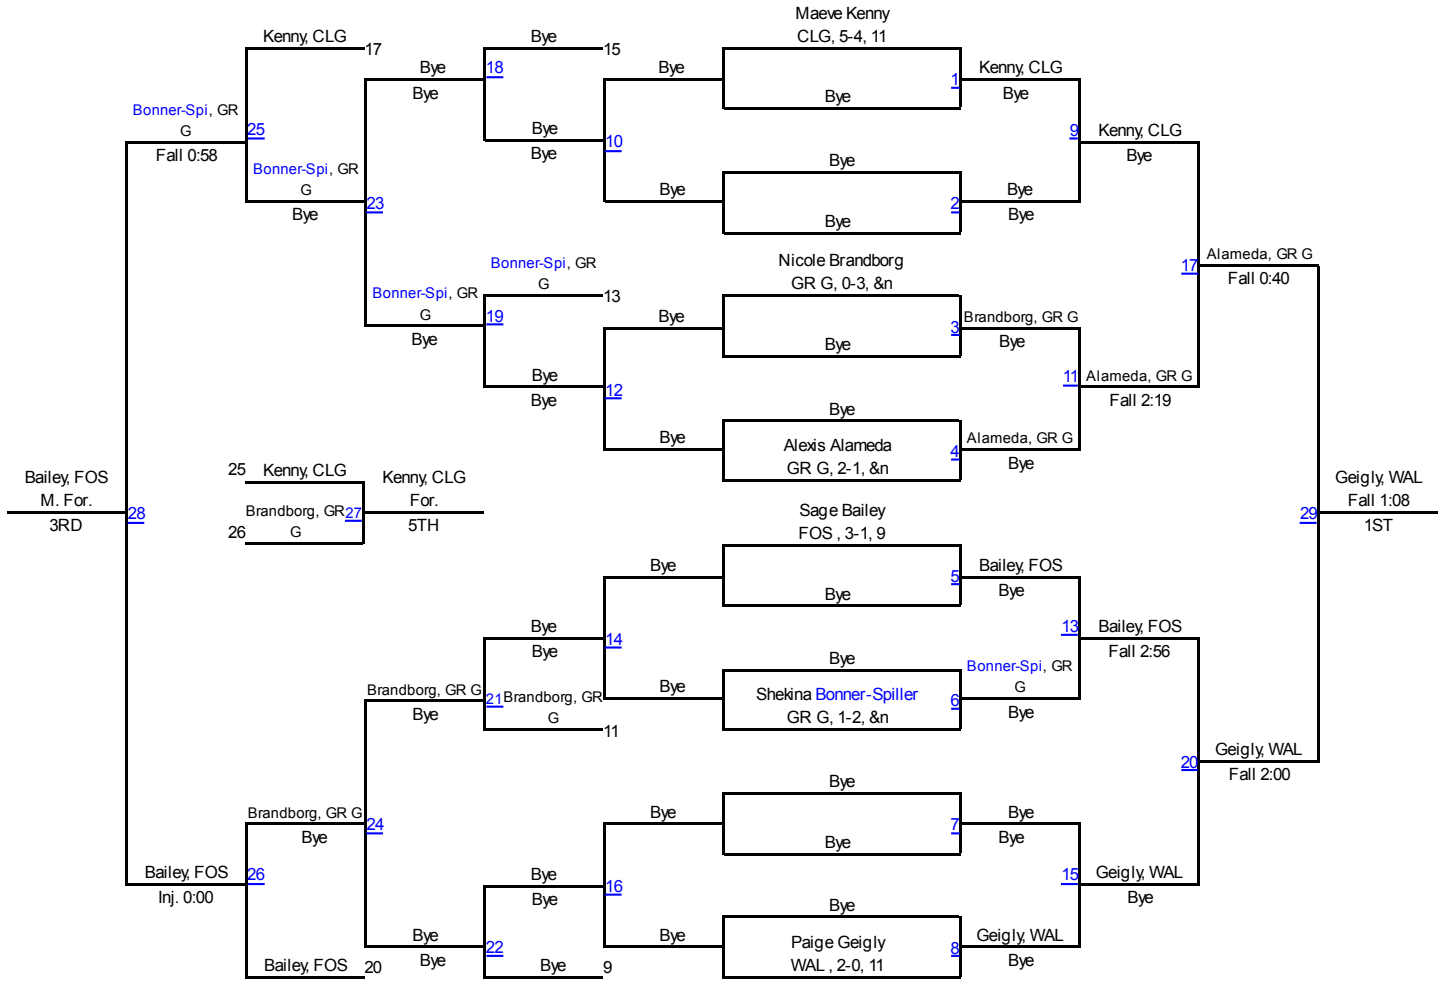 Maeve Kenny
CLG, 5-4, 11
Bye
1
Kenny, CLG
Bye
Bye
Bye
2
Bye
Bye
9
Kenny, CLG
Bye
Nicole Brandborg
GR G, 0-3, &n
Bye
3
Brandborg, GR G
Bye
Bye
Alexis Alameda
GR G, 2-1, &n
4
Alameda, GR G
Bye
11
Alameda, GR G
Fall 2:19
17
Alameda, GR G
Fall 0:40
Sage Bailey
FOS , 3-1, 9
Bye
5
Bailey, FOS
Bye
Bye
Shekina Bonner-Spiller
GR G, 1-2, &n
6
Bonner-Spi, GR
G
Bye
13
Bailey, FOS
Fall 2:56
Bye
Bye
7
Bye
Bye
Bye
Paige Geigly
WAL , 2-0, 11
8
Geigly, WAL
Bye
15
Geigly, WAL
Bye
20
Geigly, WAL
Fall 2:00
29
Geigly, WAL
Fall 1:08
1ST
Kenny, CLG
17
Bonner-Spi, GR
G
Fall 0:58
25
Bonner-Spi, GR
G
Bye
23
Bye
Bye
18
Bye
15
Bye
Bye
10
Bye
Bye
Bonner-Spi, GR
G
Bye
19
Bonner-Spi, GR
G
13
Bye
Bye
12
Bye
Bye
Bailey, FOS
M. For.
3RD
28
25
Kenny, CLG
Brandborg, GR
G
26
27
Kenny, CLG
For.
5TH
Bye
Bye
14
Bye
Bye
Brandborg, GR G
Bye
21
Brandborg, GR
G
11
Brandborg, GR G
Bye
24
Bailey, FOS
Inj. 0:00
26
Bye
Bye
16
Bye
Bye
Bye
Bye
22
Bye
9
Bailey, FOS
20